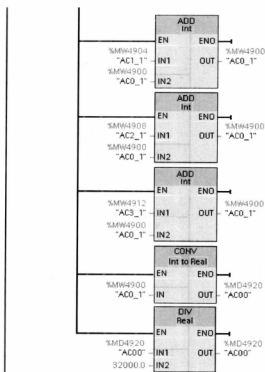 ADD
Int
EN ENO
%MW4904 %MW4900
"AC1_1" IN1 OUT "AC0_1"
%MW4900
"AC0_1" IN2
ADD
Int
EN ENO
%MW4908 %MW4900
"AC2_1" IN1 OUT "AC0_1"
%MW4900
"AC0_1" IN2
ADD
Int
EN ENO
%MW4912 %MW4900
"AC3_1" IN1 OUT "AC0_1"
%MW4900
"AC0_1" IN2
CONV
Int to Real
EN ENO
%MW4900 %MD4920
"AC0_1" IN OUT "AC00"
DIV
Real
EN ENO
%MD4920 %MD4920
"AC00" IN1 OUT "AC00"
32000.0 IN2